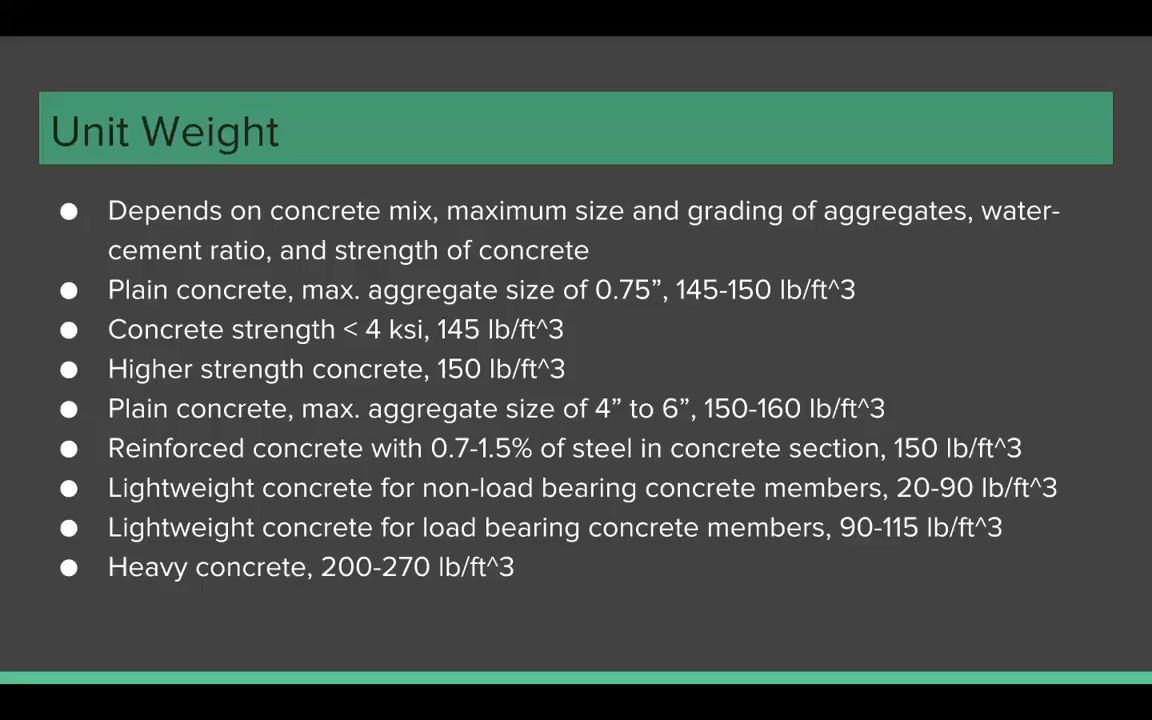 Unit Weight
● Depends on concrete mix, maximum size and grading of aggregates, water-
cement ratio, and strength of concrete
● Plain concrete, max. aggregate size of 0.75”, 145-150 lb/ft^3
● Concrete strength < 4 ksi, 145 lb/ft^3
● Higher strength concrete, 150 lb/ft^3
● Plain concrete, max. aggregate size of 4” to 6”, 150-160 lb/ft^3
● Reinforced concrete with 0.7-1.5% of steel in concrete section, 150 lb/ft^3
● Lightweight concrete for non-load bearing concrete members, 20-90 lb/ft^3
● Lightweight concrete for load bearing concrete members, 90-115 lb/ft^3
● Heavy concrete, 200-270 lb/ft^3